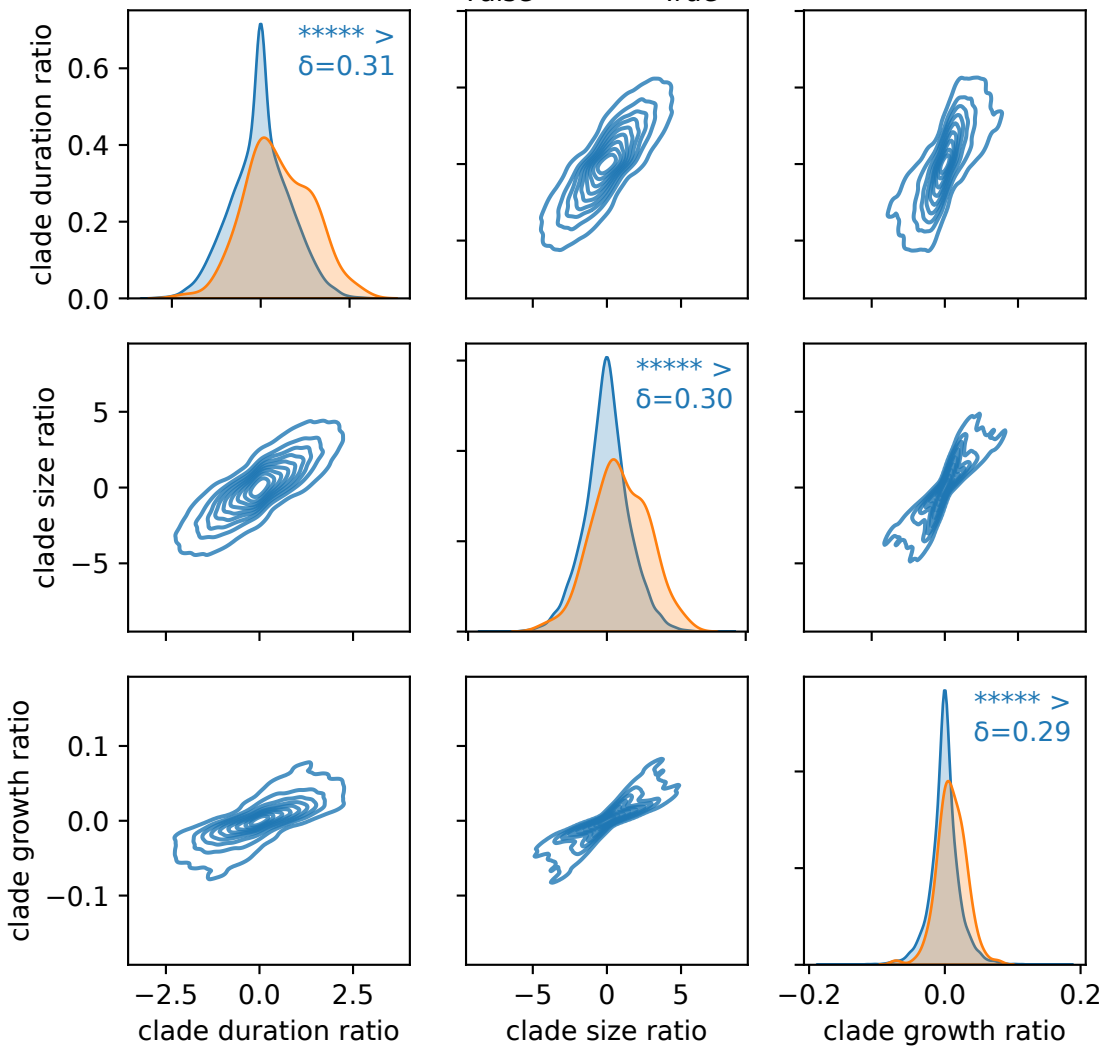 ***** >
δ=0.31
clade duration ratio
0.6
0.4
0.2
0.0
***** >
δ=0.30
clade size ratio
5
0
−5
***** >
δ=0.29
clade growth ratio
0.1
0.0
−0.1
−2.5 0.0 2.5
−5 0 5
−0.2 0.0 0.2
clade duration ratio
clade size ratio
clade growth ratio